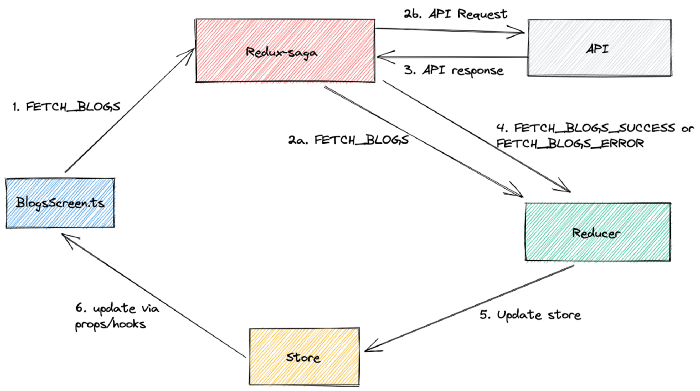 2b. API Request
Redux-saga
API
3. API response
1. FETCH_BLOGS
2a. FETCH_BLOGS
4. FETCH_BLOGS_SUCCESS or
FETCH_BLOGS_ERROR
BlogsScreen.ts
Reducer
6. update via
props/hooks
5. Update store
Store